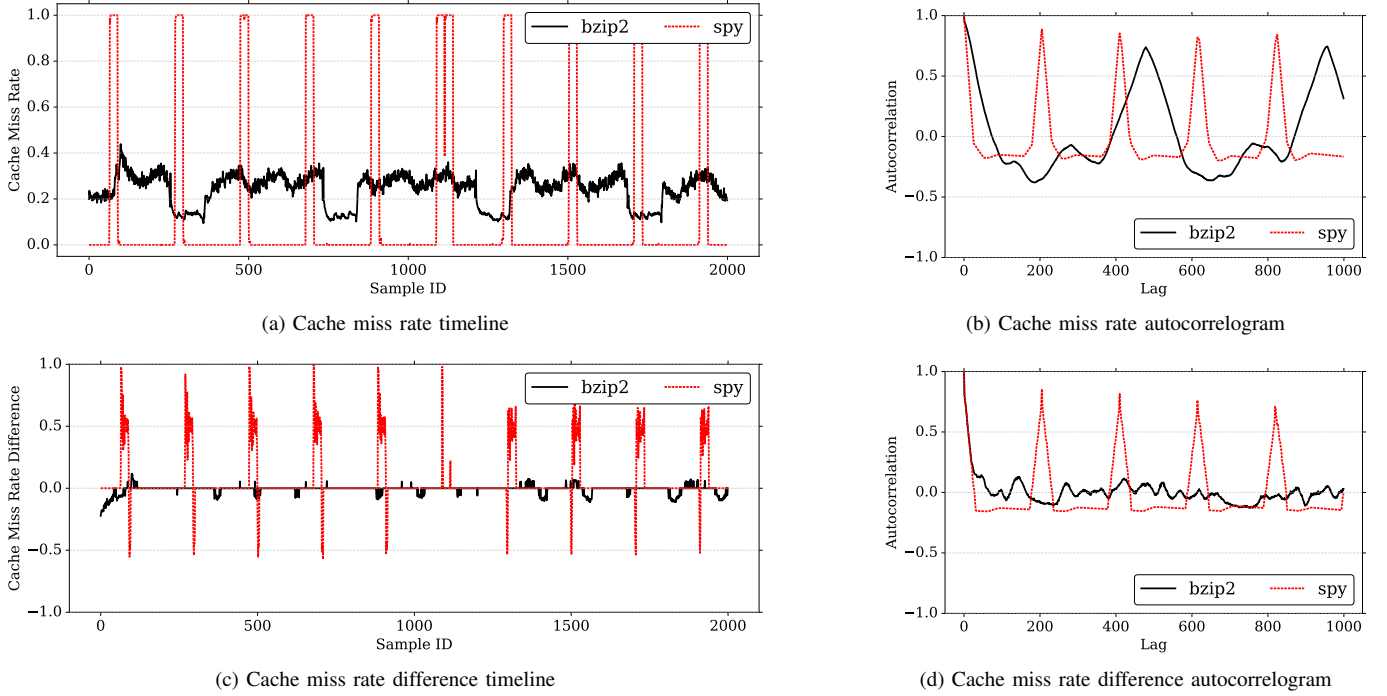 1.0
0.8
0.6
0.4
0.2
0.0
Cache Miss Rate
bzip2 spy
0 500 1000 1500 2000
Sample ID
(a) Cache miss rate timeline
1.0
0.5
0.0
−0.5
−1.0
Autocorrelation
bzip2 spy
0 200 400 600 800 1000
Lag
(b) Cache miss rate autocorrelogram
1.0
0.5
0.0
−0.5
−1.0
Cache Miss Rate Difference
bzip2 spy
0 500 1000 1500 2000
Sample ID
(c) Cache miss rate difference timeline
1.0
0.5
0.0
−0.5
−1.0
Autocorrelation
bzip2 spy
0 200 400 600 800 1000
Lag
(d) Cache miss rate difference autocorrelogram